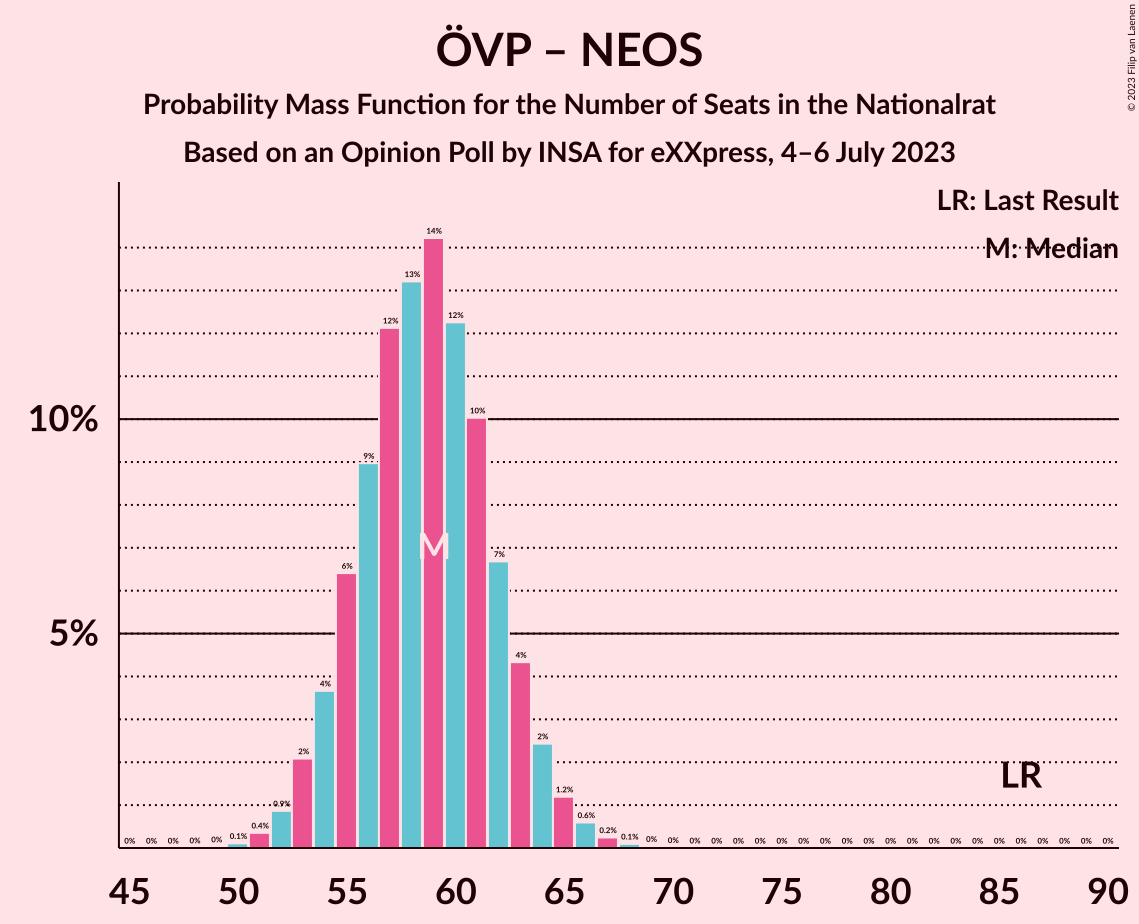 ÖVP – NEOS
Probability Mass Function for the Number of Seats in the Nationalrat
Based on an Opinion Poll by INSA for eXXpress, 4–6 July 2023
© 2023 Filip van Laenen
LR: Last Result
M: Median
10%
5%
0% 0% 0% 0% 0% 0.1% 0.4% 0.9% 2% 4% 6% 9% 12% 13% 14% 12% 10% 7% 4% 2% 1.2% 0.6% 0.2% 0.1% 0% 0% 0% 0% 0% 0% 0% 0% 0% 0% 0% 0% 0% 0% 0% 0% 0% 0% 0% 0% 0% 0%
M
LR
45 50 55 60 65 70 75 80 85 90